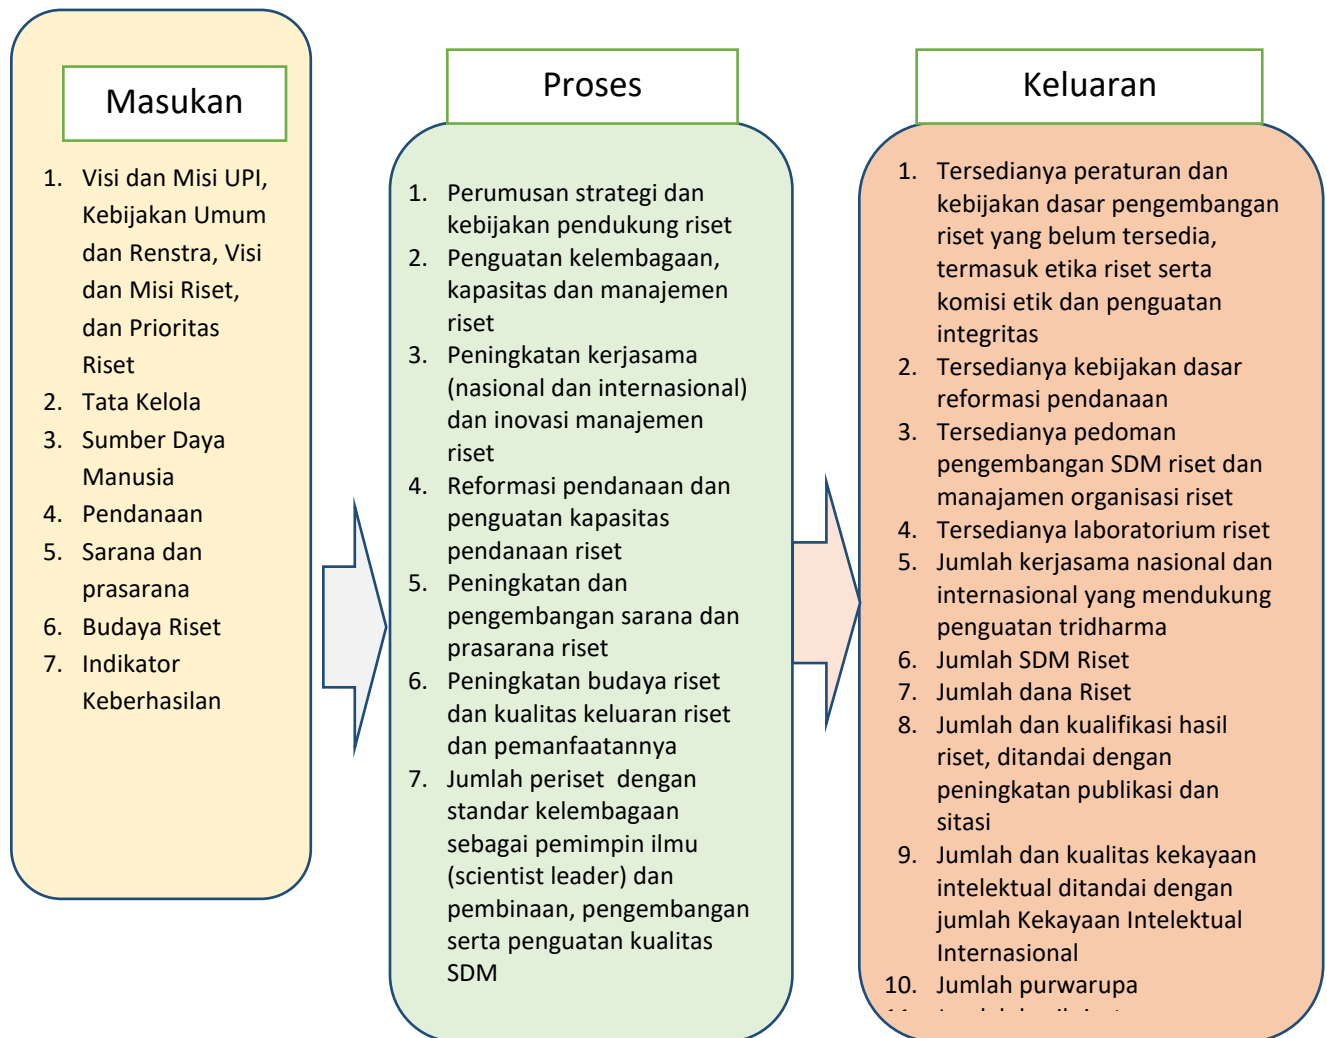 Masukan
1. Visi dan Misi UPI,
Kebijakan Umum
dan Renstra, Visi
dan Misi Riset,
dan Prioritas
Riset
2. Tata Kelola
3. Sumber Daya
Manusia
4. Pendanaan
5. Sarana dan
prasarana
6. Budaya Riset
7. Indikator
Keberhasilan
Proses
1. Perumusan strategi dan
kebijakan pendukung riset
2. Penguatan kelembagaan,
kapasitas dan manajemen
riset
3. Peningkatan kerjasama
(nasional dan internasional)
dan inovasi manajemen
riset
4. Reformasi pendanaan dan
penguatan kapasitas
pendanaan riset
5. Peningkatan dan
pengembangan sarana dan
prasarana riset
6. Peningkatan budaya riset
dan kualitas keluaran riset
dan pemanfaatannya
7. Jumlah periset dengan
standar kelembagaan
sebagai pemimpin ilmu
(scientist leader) dan
pembinaan, pengembangan
serta penguatan kualitas
SDM
Keluaran
1. Tersedianya peraturan dan
kebijakan dasar pengembangan
riset yang belum tersedia,
termasuk etika riset serta
komisi etik dan penguatan
integritas
2. Tersedianya kebijakan dasar
reformasi pendanaan
3. Tersedianya pedoman
pengembangan SDM riset dan
manajamen organisasi riset
4. Tersedianya laboratorium riset
5. Jumlah kerjasama nasional dan
internasional yang mendukung
penguatan tridharma
6. Jumlah SDM Riset
7. Jumlah dana Riset
8. Jumlah dan kualifikasi hasil
riset, ditandai dengan
peningkatan publikasi dan
sitasi
9. Jumlah dan kualitas kekayaan
intelektual ditandai dengan
jumlah Kekayaan Intelektual
Internasional
10. Jumlah purwarupa